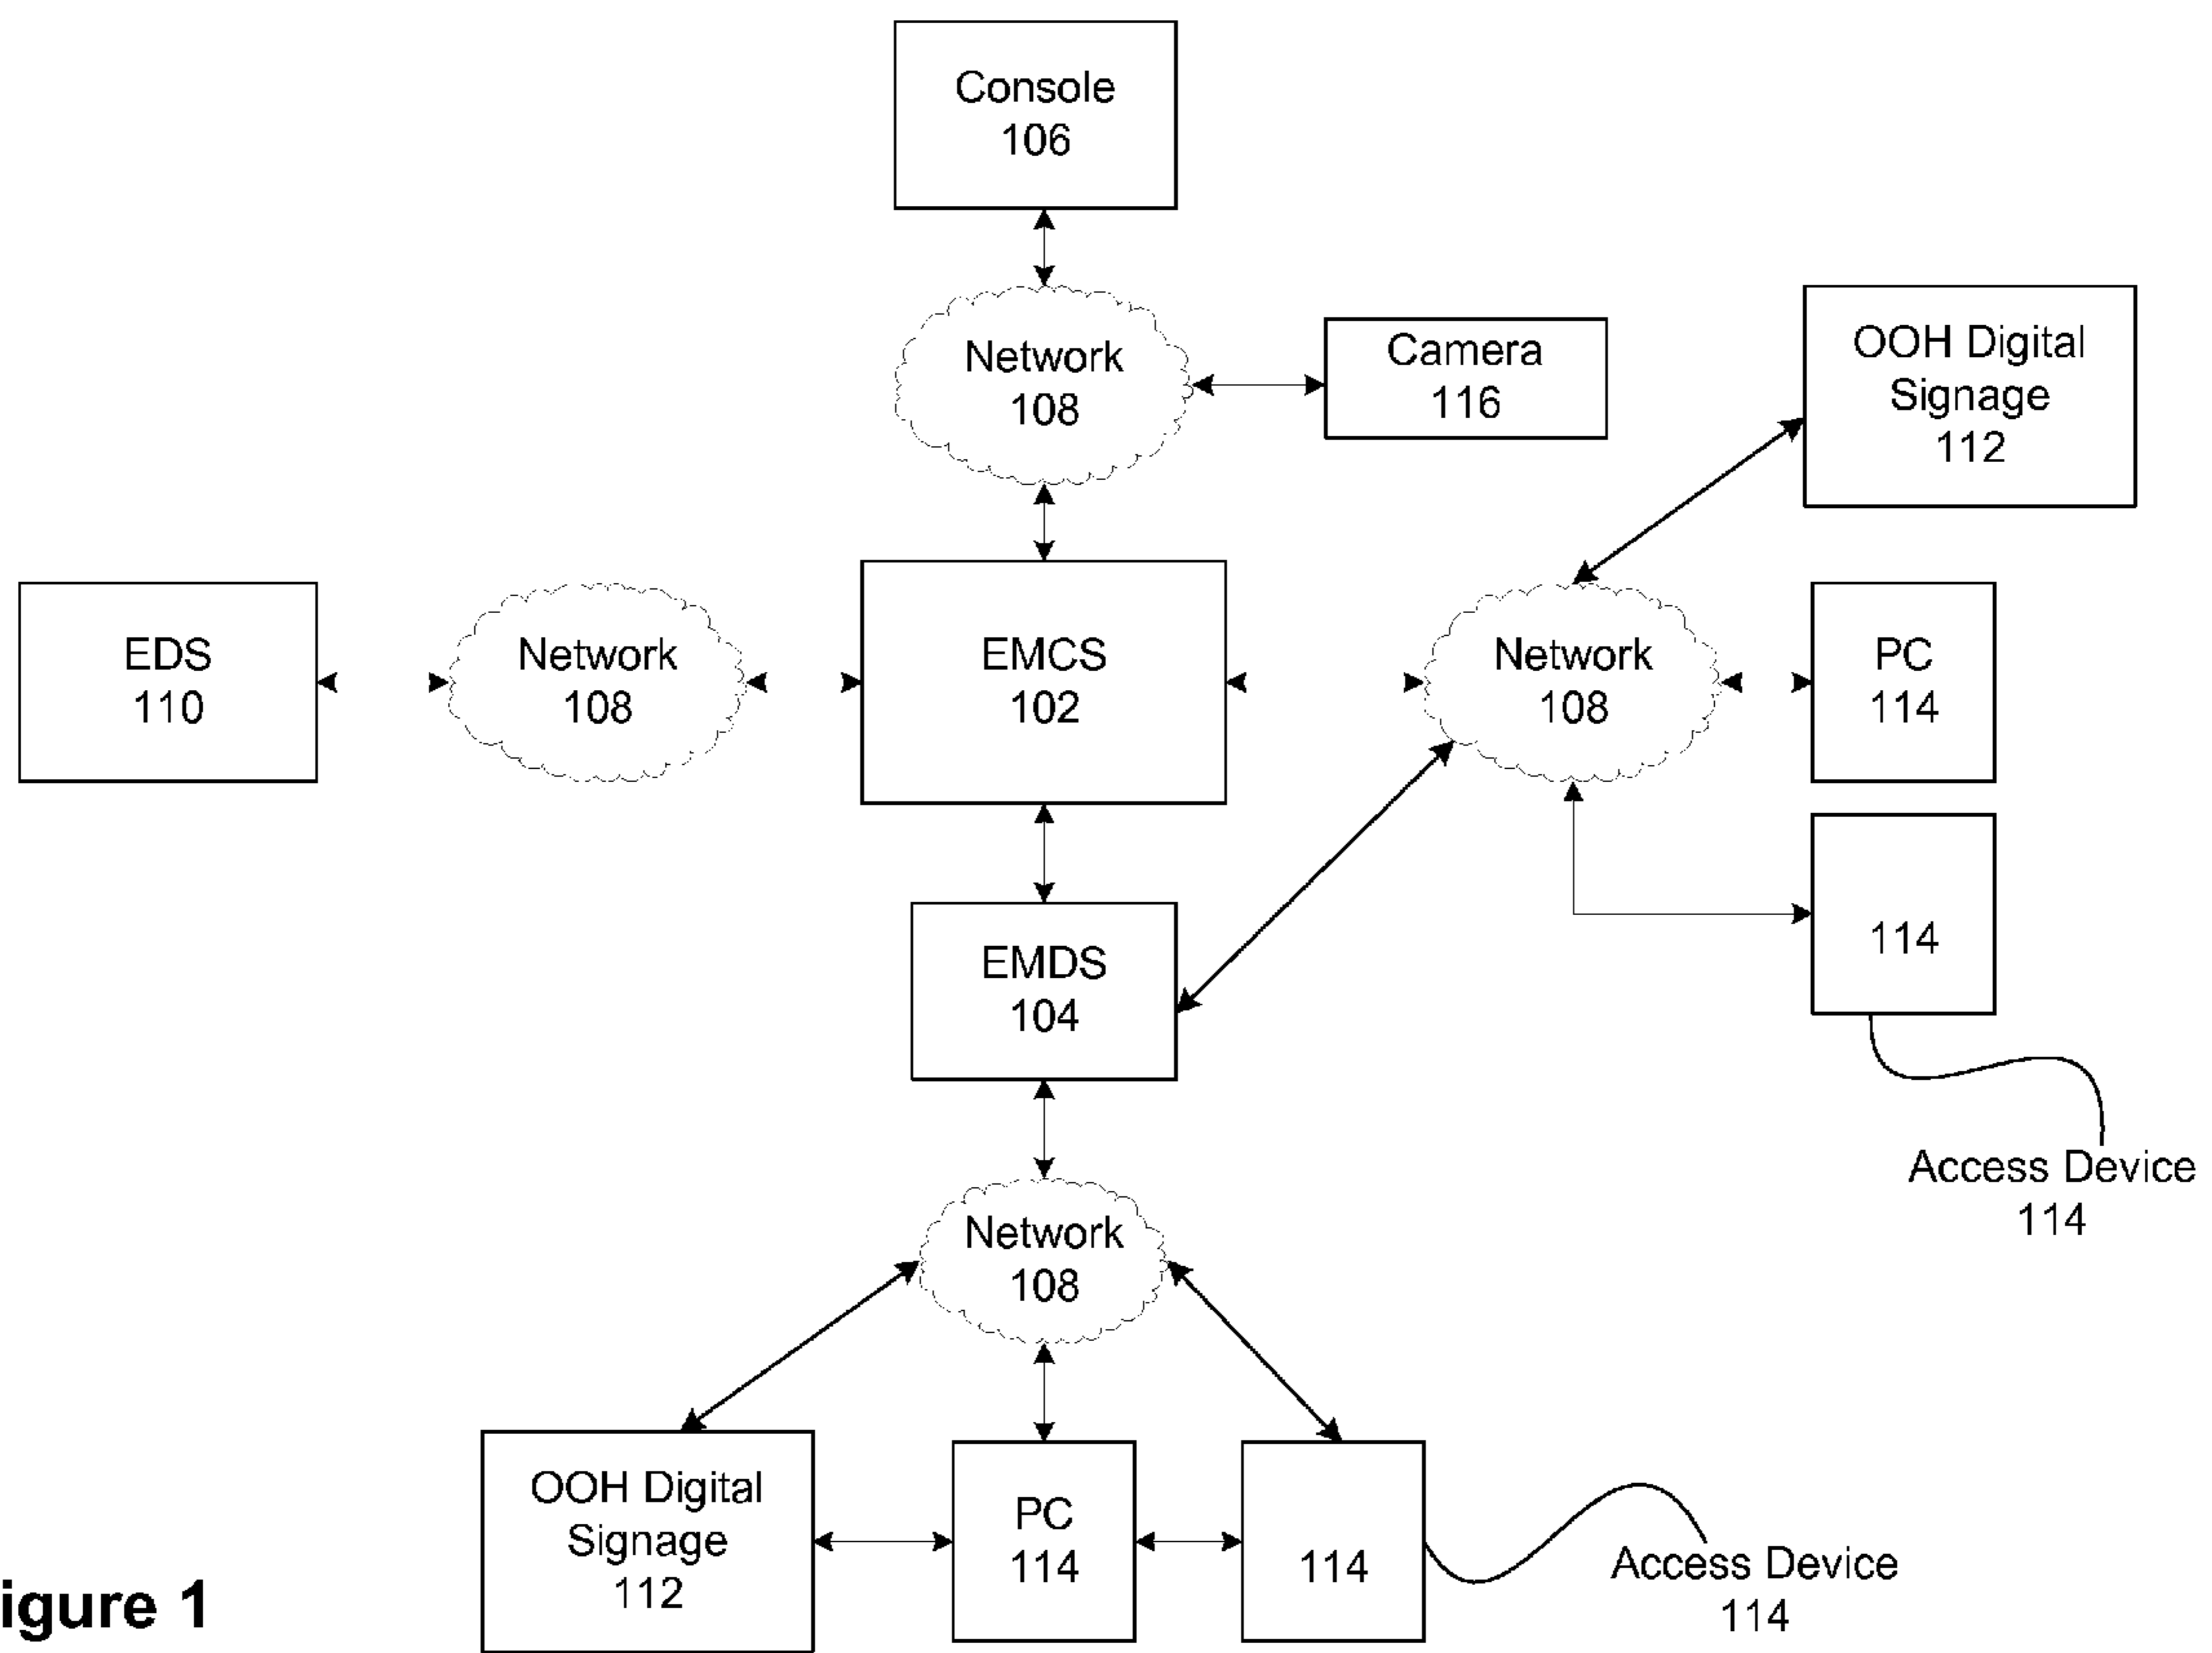 Console
106
Network
108
Camera
116
OOH Digital
Signage
112
EDS
110
Network
108
EMCS
102
Network
108
PC
114
114
EMDS
104
Access Device
114
Network
108
OOH Digital
Signage
112
PC
114
114
Access Device
114
igure 1